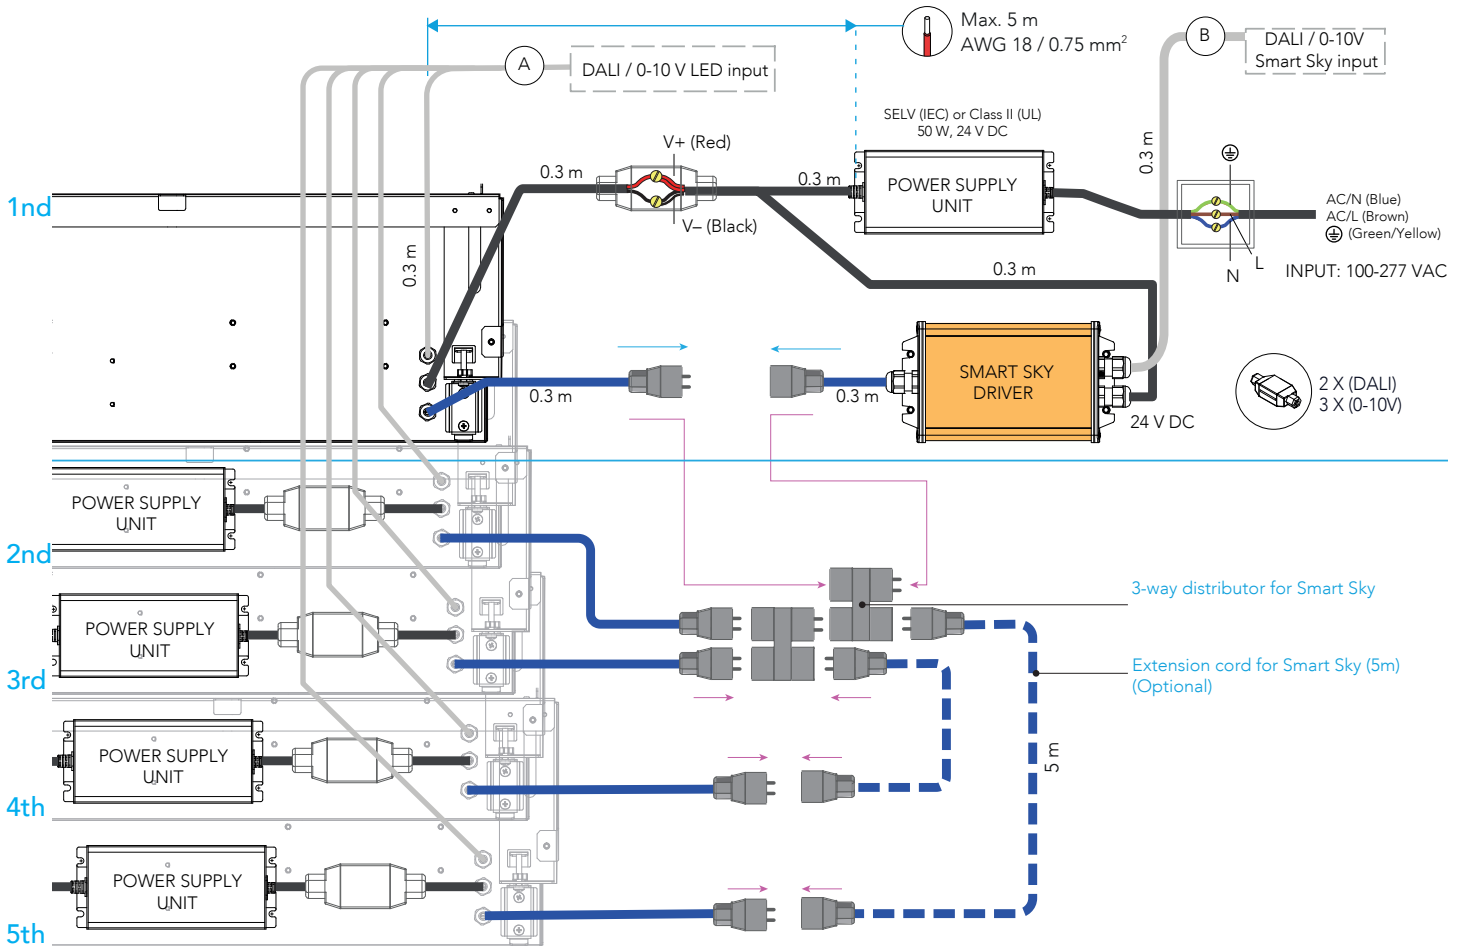 Max. 5 m
AWG 18 / 0.75 mm²
A
DALI / 0-10 V LED input
B
DALI / 0-10V
Smart Sky input
SELV (IEC) or Class II (UL)
50 W, 24 V DC
V+ (Red)
0.3 m
0.3 m
0.3 m
POWER SUPPLY
UNIT
1nd
V– (Black)
AC/N (Blue)
AC/L (Brown)
(Green/Yellow)
0.3 m
0.3 m
N
L
INPUT: 100-277 VAC
SMART SKY
DRIVER
0.3 m
0.3 m
24 V DC
2 X (DALI)
3 X (0-10V)
POWER SUPPLY
UNIT
2nd
3-way distributor for Smart Sky
POWER SUPPLY
UNIT
3rd
Extension cord for Smart Sky (5m)
(Optional)
POWER SUPPLY
UNIT
5 m
4th
POWER SUPPLY
UNIT
5th